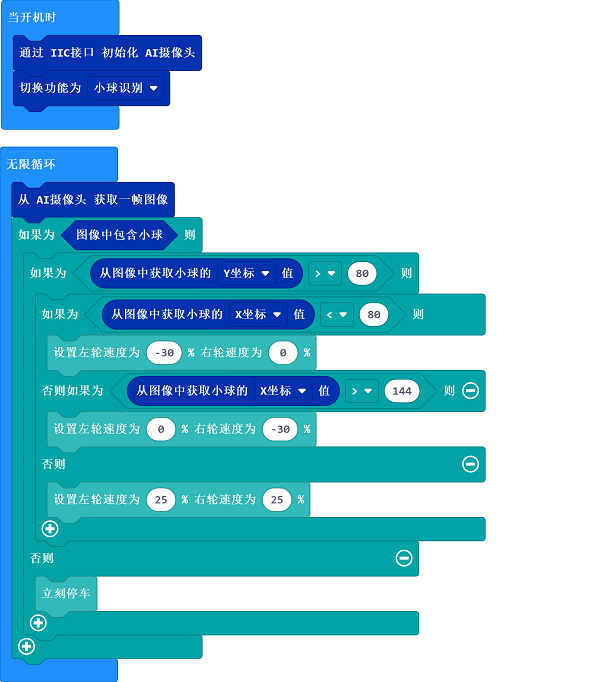 当开机时
通过 IIC接口 初始化 AI摄像头
切换功能为 小球识别
无限循环
从 AI摄像头 获取一帧图像
如果为 图像中包含小球 则
如果为 从图像中获取小球的 Y坐标 值 > 80 则
如果为 从图像中获取小球的 X坐标 值 < 80 则
设置左轮速度为 -30 % 右轮速度为 0 %
否则如果为 从图像中获取小球的 X坐标 值 > 144 则
设置左轮速度为 0 % 右轮速度为 -30 %
否则
设置左轮速度为 25 % 右轮速度为 25 %
否则
立刻停车